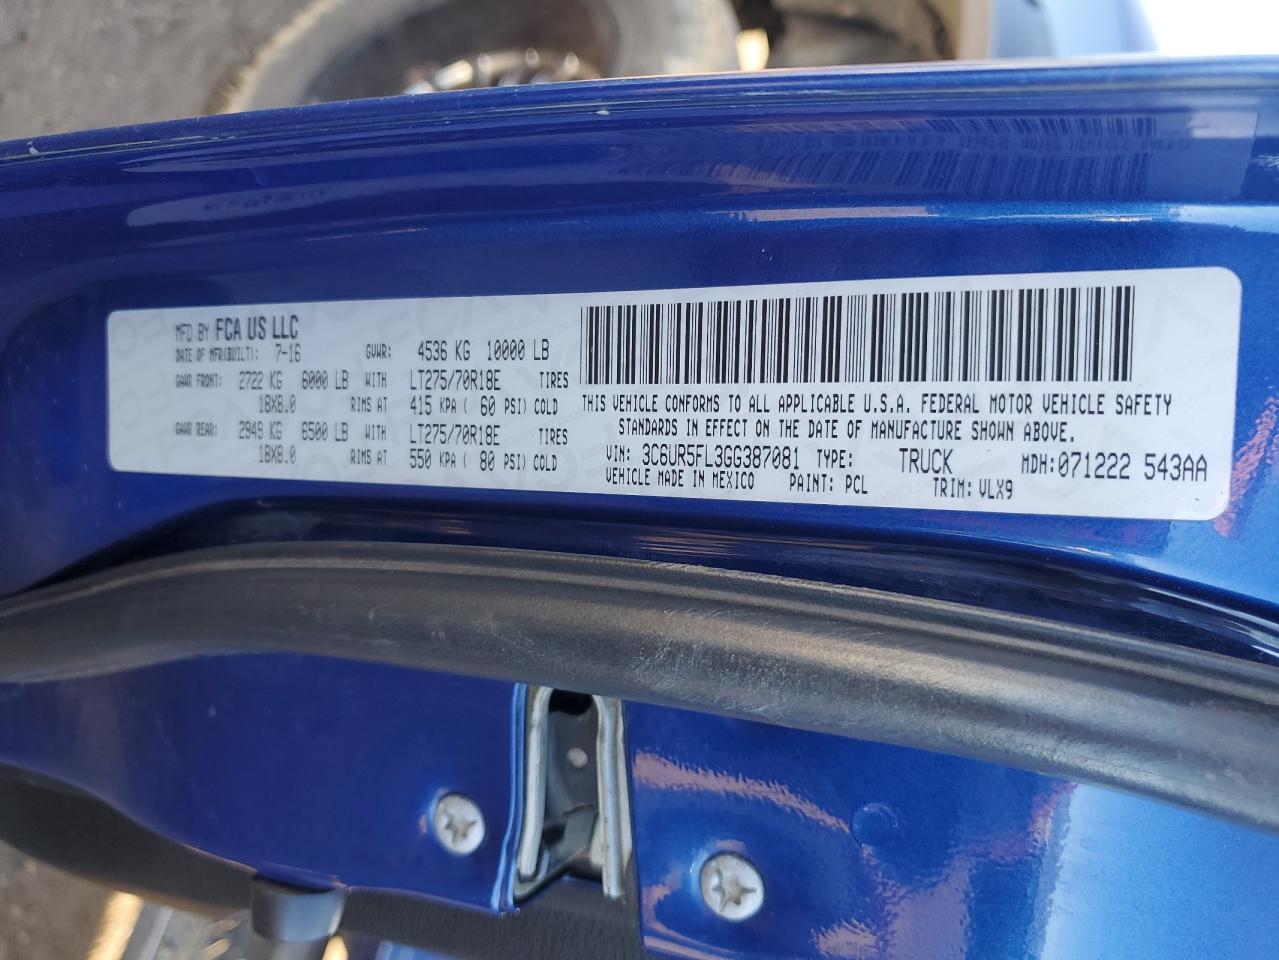 MFD BY FCA US LLC
DATE OF MFR(BUILT): 7-16 GVWR: 4536 KG 10000 LB
GAWR FRONT: 2722 KG 6000 LB WITH LT275/70R18E TIRES
18X8.0 RIMS AT 415 KPA ( 60 PSI) COLD
GAWR REAR: 2949 KG 6500 LB WITH LT275/70R18E TIRES
18X8.0 RIMS AT 550 KPA ( 80 PSI) COLD
THIS VEHICLE CONFORMS TO ALL APPLICABLE U.S.A. FEDERAL MOTOR VEHICLE SAFETY
STANDARDS IN EFFECT ON THE DATE OF MANUFACTURE SHOWN ABOVE.
VIN: 3C6UR5FL3GG387081 TYPE: TRUCK MDH: 071222 543AA
VEHICLE MADE IN MEXICO PAINT: PCL TRIM: VLX9